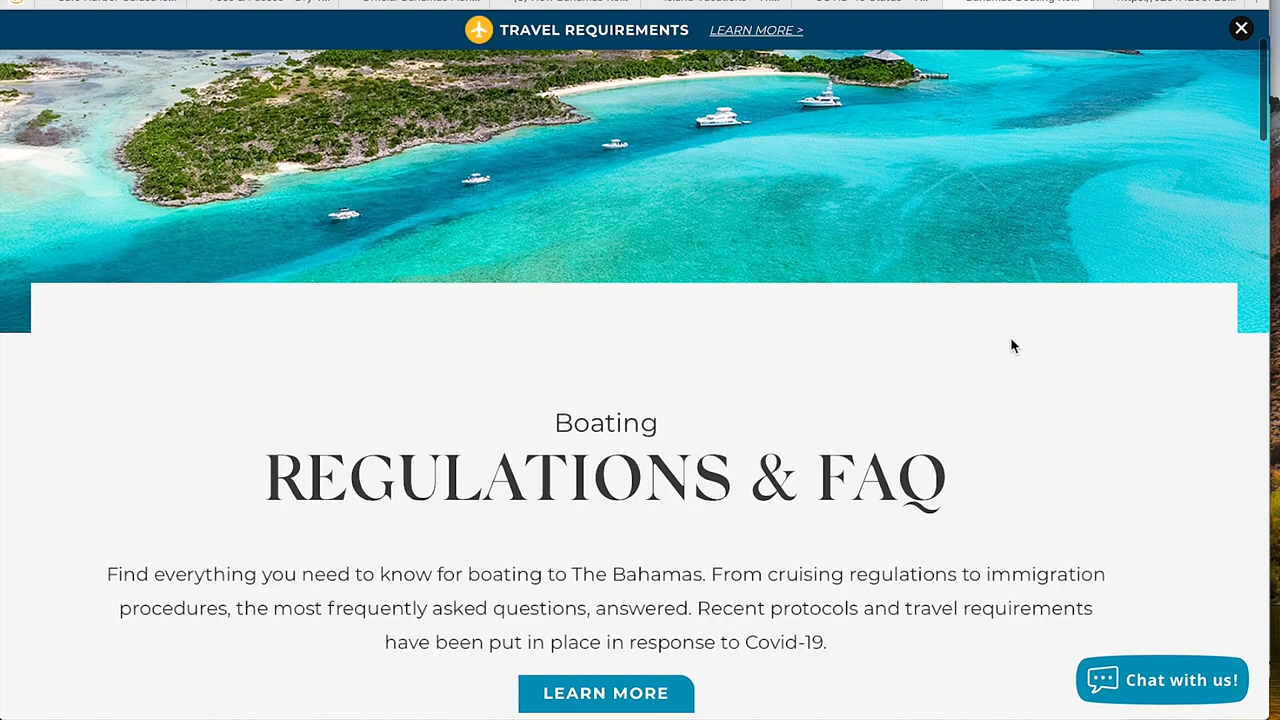 TRAVEL REQUIREMENTS LEARN MORE >
Boating
REGULATIONS & FAQ
Find everything you need to know for boating to The Bahamas. From cruising regulations to immigration
procedures, the most frequently asked questions, answered. Recent protocols and travel requirements
have been put in place in response to Covid-19.
LEARN MORE
Chat with us!